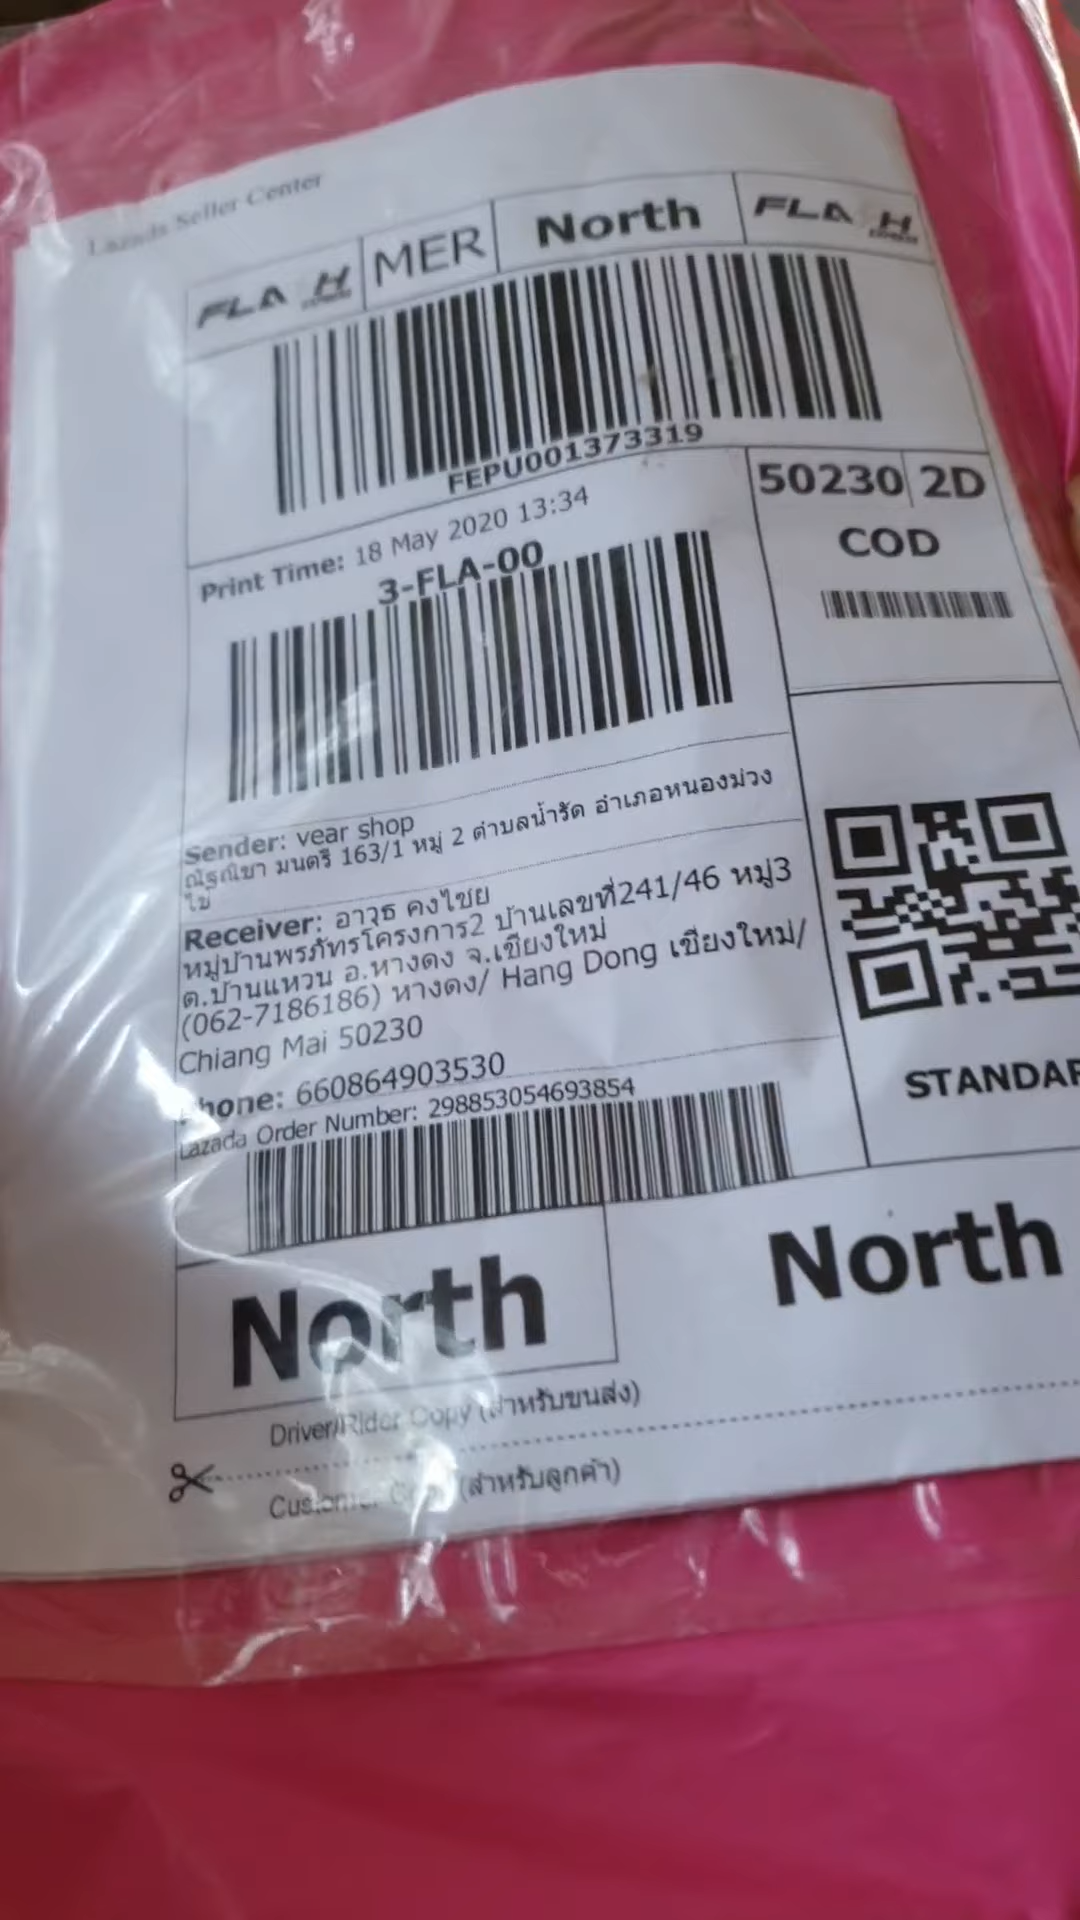 Lazada Seller Center
FLASH MER North FLASH
FEPU001373319
Print Time: 18 May 2020 13:34
50230 2D
3-FLA-00
COD
Sender: vear shop
ณัฐณิชา มนตรี 163/1 หมู่ 2 ตำบลน้ำรัด อำเภอหนองม่วง
ไข่
Receiver: อาวุธ คงไชย
หมู่บ้านพรภัทรโครงการ2 บ้านเลขที่241/46 หมู่3
ต.บ้านแหวน อ.หางดง จ.เชียงใหม่
(062-7186186) หางดง/ Hang Dong เชียงใหม่/
Chiang Mai 50230
Phone: 660864903530
Lazada Order Number: 298853054693854
STANDAR
North North
Driver/Rider Copy (สำหรับขนส่ง)
Customer Copy (สำหรับลูกค้า)